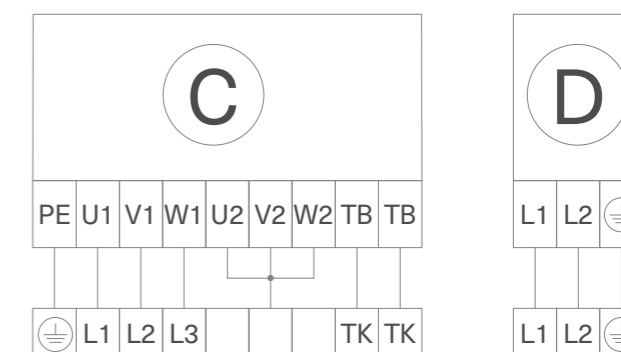 C
D
PE U1 V1 W1 U2 V2 W2 TB TB
L1 L2
L1 L2 L3 TK TK
L1 L2